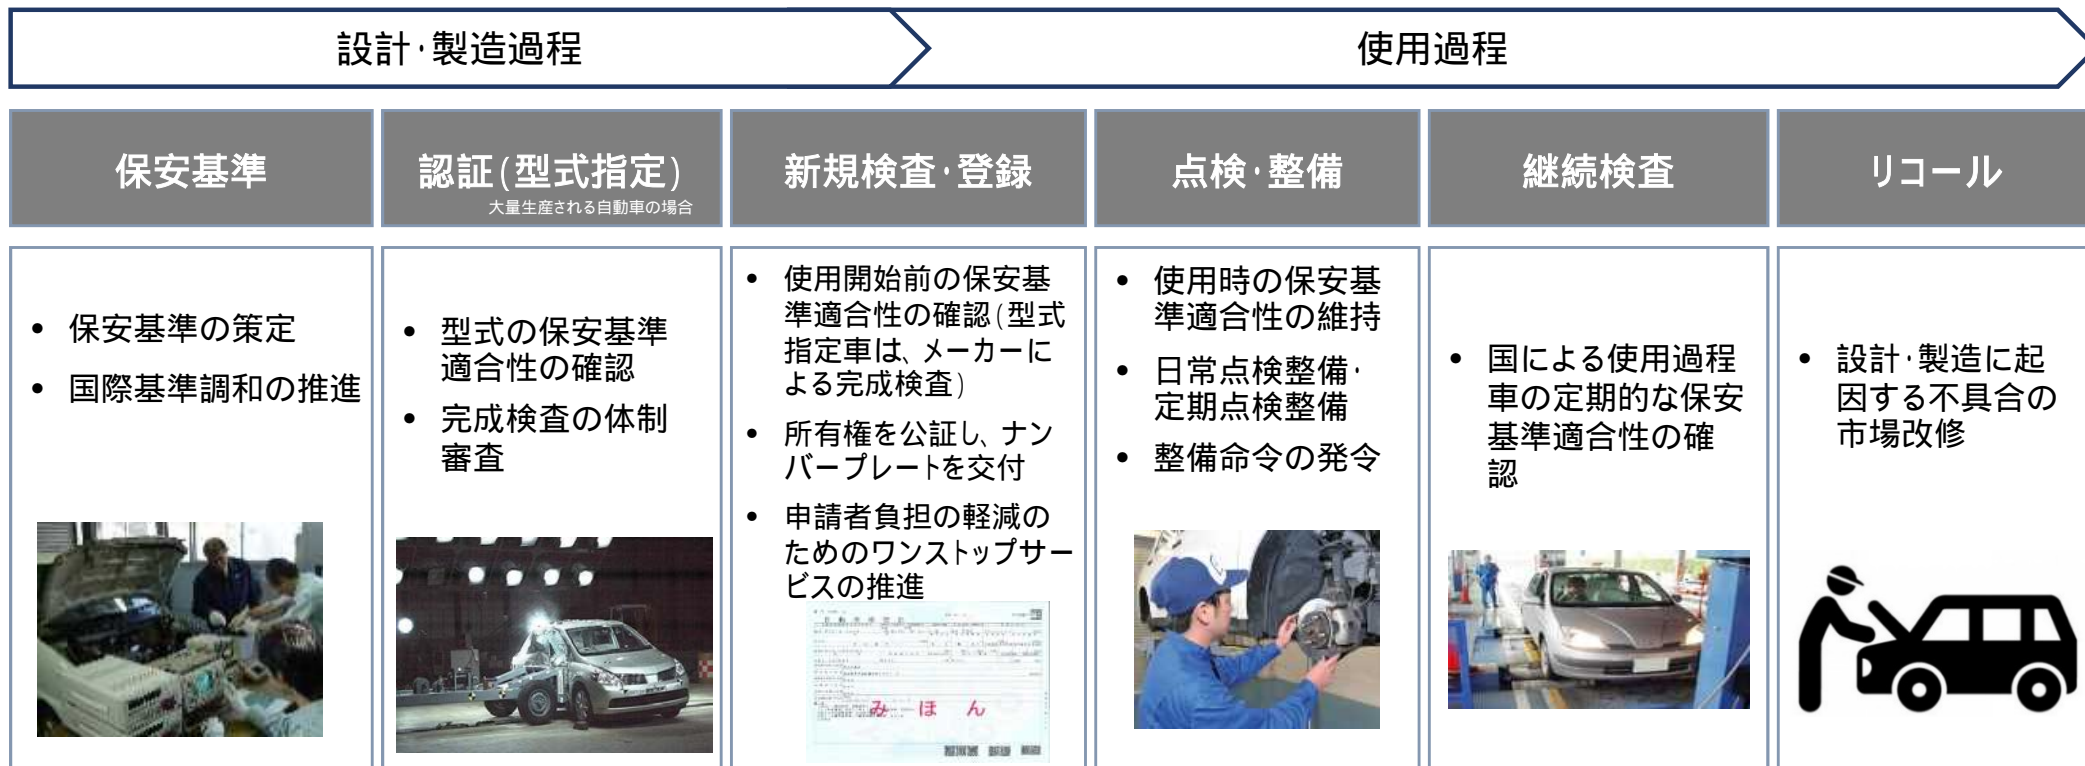 設計・製造過程
使用過程
保安基準
認証(型式指定)
大量生産される自動車の場合
新規検査・登録
点検・整備
継続検査
リコール
• 保安基準の策定
• 国際基準調和の推進
• 型式の保安基準
適合性の確認
• 完成検査の体制
審査
• 使用開始前の保安基
準適合性の確認(型式
指定車は、メーカーに
よる完成検査)
• 所有権を公証し、ナン
バープレートを交付
• 申請者負担の軽減の
ためのワンストップサー
ビスの推進
みほん
• 使用時の保安基
準適合性の維持
• 日常点検整備・
定期点検整備
• 整備命令の発令
• 国による使用過程
車の定期的な保安
基準適合性の確
認
• 設計・製造に起
因する不具合の
市場改修